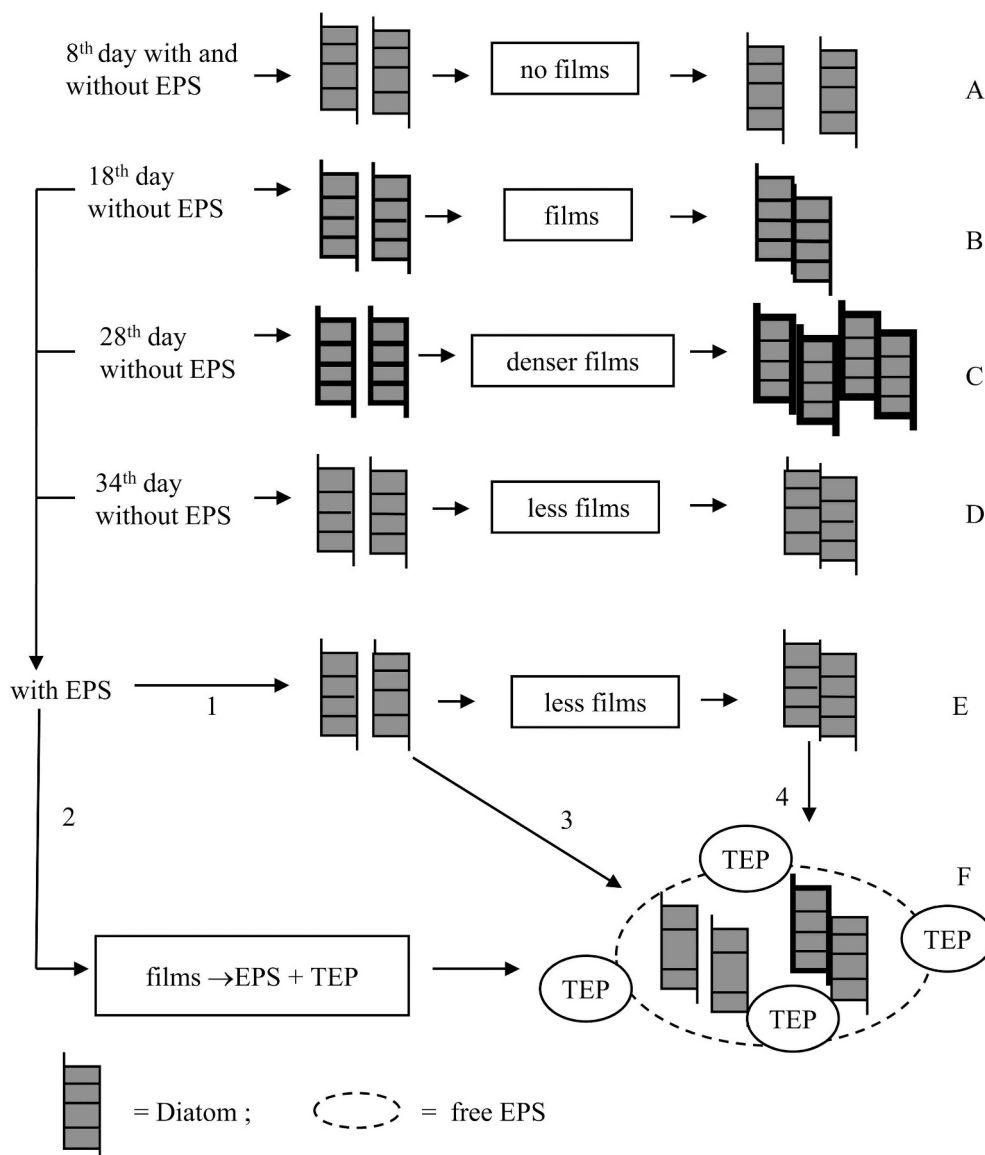 8th day with and
without EPS
no films
A
18th day
without EPS
films
B
28th day
without EPS
denser films
C
34th day
without EPS
less films
D
with EPS
1
less films
E
2
3
4
TEP
F
TEP
films →EPS + TEP
TEP
TEP
= Diatom ;
= free EPS